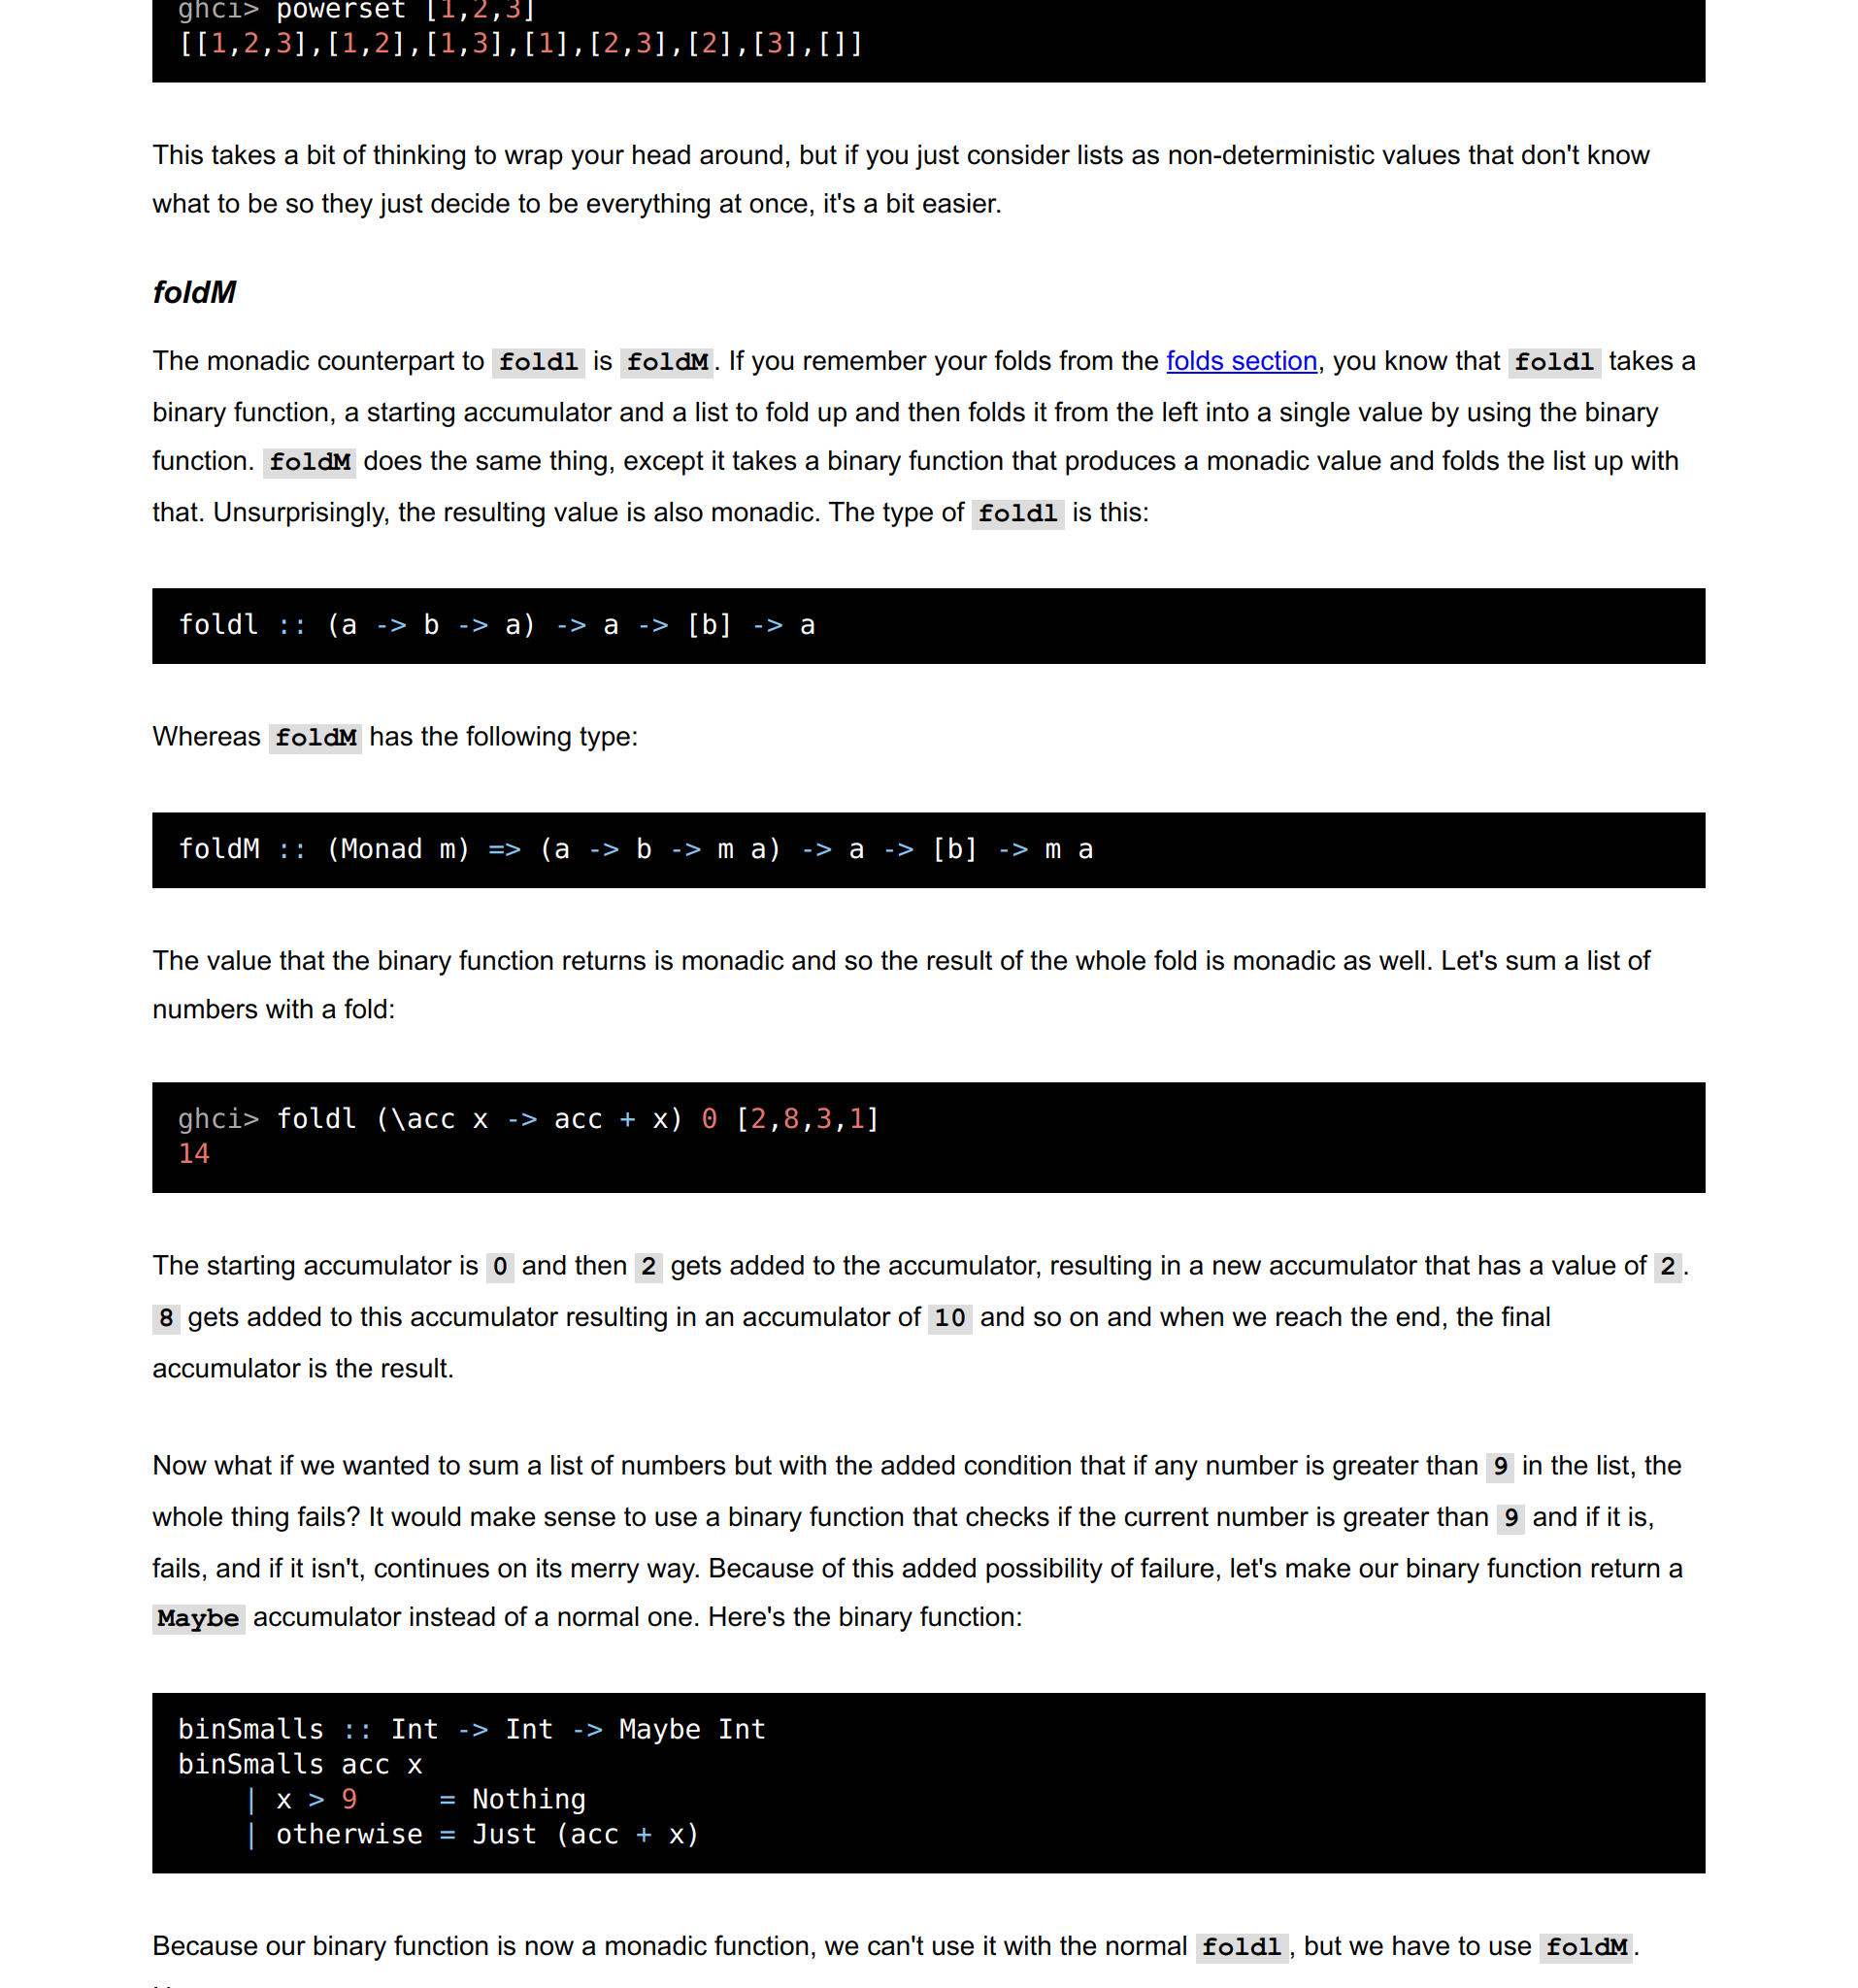 ghci> powerset [1,2,3]
[[1,2,3],[1,2],[1,3],[1],[2,3],[2],[3],[]]
This takes a bit of thinking to wrap your head around, but if you just consider lists as non-deterministic values that don't know
what to be so they just decide to be everything at once, it's a bit easier.
foldM
The monadic counterpart to foldl is foldM. If you remember your folds from the folds section, you know that foldl takes a
binary function, a starting accumulator and a list to fold up and then folds it from the left into a single value by using the binary
function. foldM does the same thing, except it takes a binary function that produces a monadic value and folds the list up with
that. Unsurprisingly, the resulting value is also monadic. The type of foldl is this:
foldl :: (a -> b -> a) -> a -> [b] -> a
Whereas foldM has the following type:
foldM :: (Monad m) => (a -> b -> m a) -> a -> [b] -> m a
The value that the binary function returns is monadic and so the result of the whole fold is monadic as well. Let's sum a list of
numbers with a fold:
ghci> foldl (\acc x -> acc + x) 0 [2,8,3,1]
14
The starting accumulator is 0 and then 2 gets added to the accumulator, resulting in a new accumulator that has a value of 2.
8 gets added to this accumulator resulting in an accumulator of 10 and so on and when we reach the end, the final
accumulator is the result.
Now what if we wanted to sum a list of numbers but with the added condition that if any number is greater than 9 in the list, the
whole thing fails? It would make sense to use a binary function that checks if the current number is greater than 9 and if it is,
fails, and if it isn't, continues on its merry way. Because of this added possibility of failure, let's make our binary function return a
Maybe accumulator instead of a normal one. Here's the binary function:
binSmalls :: Int -> Int -> Maybe Int
binSmalls acc x
    | x > 9     = Nothing
    | otherwise = Just (acc + x)
Because our binary function is now a monadic function, we can't use it with the normal foldl, but we have to use foldM.